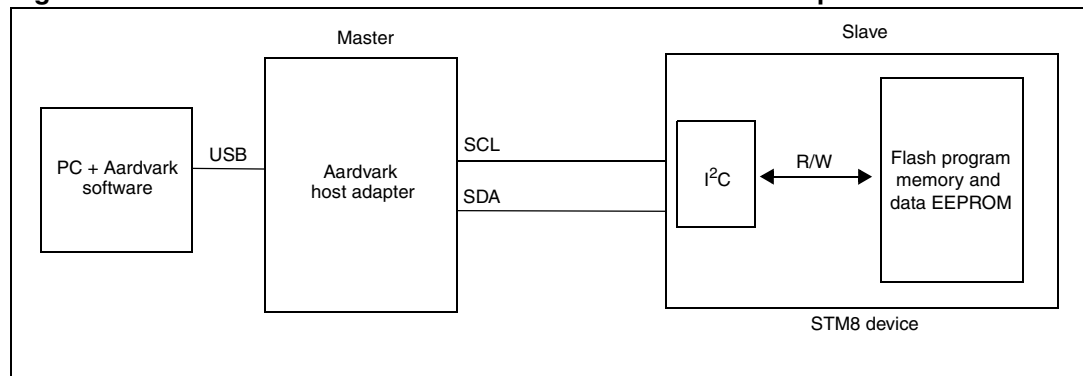 Master
Slave
PC + Aardvark
software
USB
Aardvark
host adapter
SCL
SDA
I²C
R/W
Flash program
memory and
data EEPROM
STM8 device